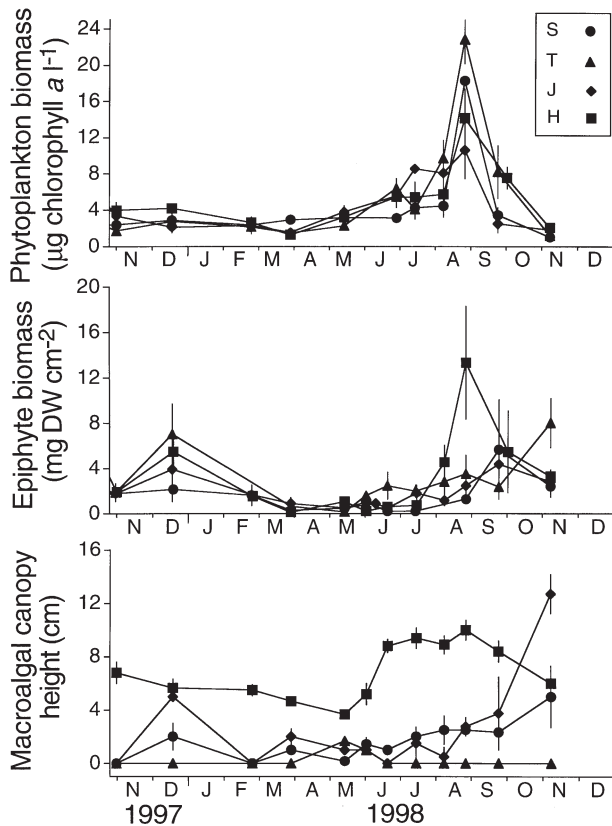 Phytoplankton biomass
(µg chlorophyll a l-1)
24
20
16
12
8
4
0
N D J F M A M J J A S O N D
S
T
J
H
Epiphyte biomass
(mg DW cm-2)
20
16
12
8
4
0
N D J F M A M J J A S O N D
Macroalgal canopy
height (cm)
16
12
8
4
0
N D J F M A M J J A S O N D
1997 1998